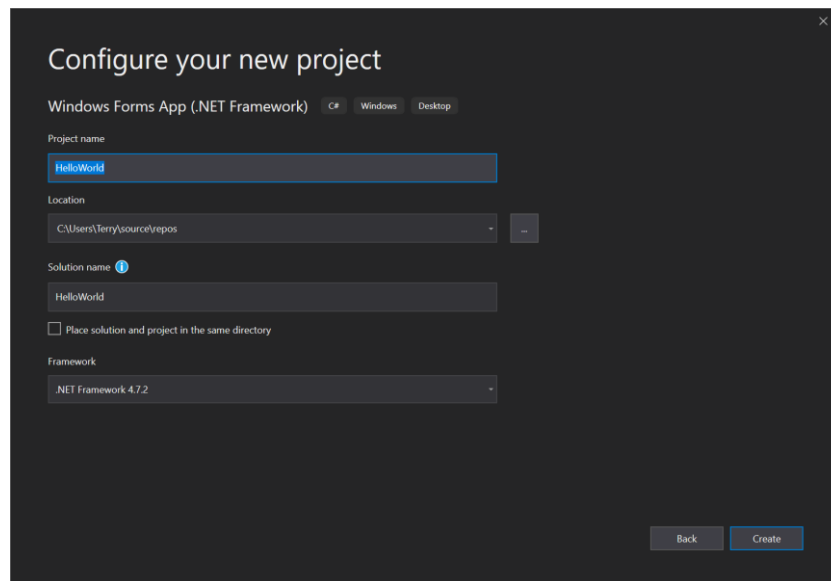 Configure your new project
Windows Forms App (.NET Framework) C# Windows Desktop
Project name
HelloWorld
Location
C:\Users\Terry\source\repos
...
Solution name
HelloWorld
Place solution and project in the same directory
Framework
.NET Framework 4.7.2
Back Create